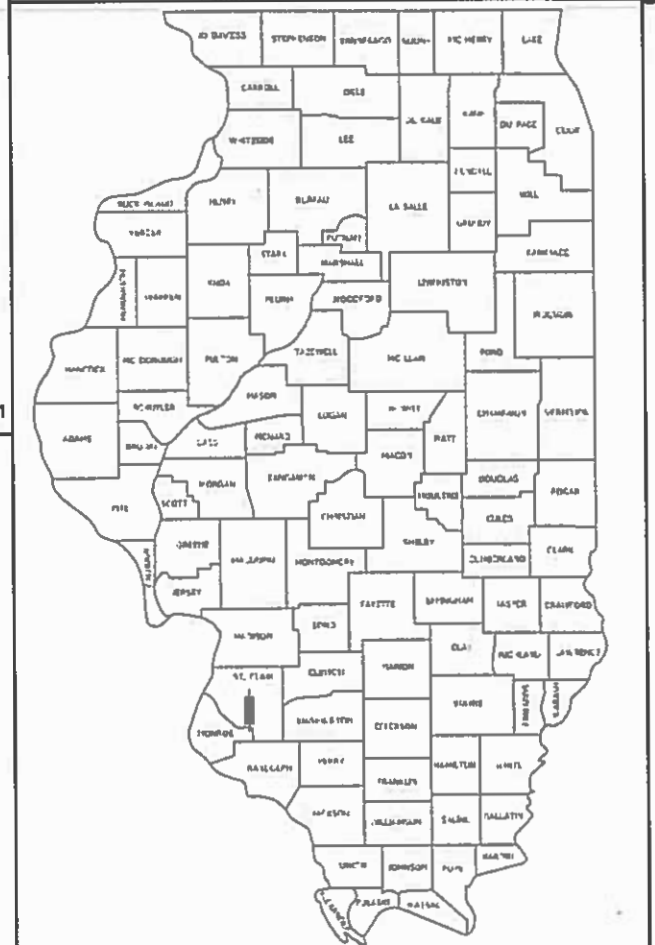 JO DAVIESS STEPHENSON WINNEBAGO BOONE MC HENRY LAKE
CARROLL OGLE
DE KALB KANE DU PAGE COOK
WHITESIDE LEE
KENDALL
ROCK ISLAND HENRY BUREAU LA SALLE WILL
MERCER GRUNDY
PUTNAM
STARK MARSHALL KANKAKEE
HENDERSON WARREN KNOX PEORIA WOODFORD LIVINGSTON
IROQUOIS
HANCOCK MC DONOUGH FULTON TAZEWELL MC LEAN FORD
MASON
SCHUYLER LOGAN DE WITT CHAMPAIGN VERMILION
1
ADAMS BROWN CASS MENARD PIATT
MACON
MORGAN SANGAMON DOUGLAS EDGAR
PIKE SCOTT CHRISTIAN MOULTRIE COLES
GREENE MACOUPIN MONTGOMERY SHELBY CUMBERLAND CLARK
CALHOUN
JERSEY FAYETTE EFFINGHAM JASPER CRAWFORD
MADISON BOND
CLAY RICHLAND LAWRENCE
ST. CLAIR CLINTON MARION
WAYNE EDWARDS WABASH
MONROE WASHINGTON JEFFERSON
RANDOLPH PERRY HAMILTON WHITE
FRANKLIN
JACKSON WILLIAMSON SALINE GALLATIN
UNION JOHNSON POPE HARDIN
ALEXANDER PULASKI MASSAC